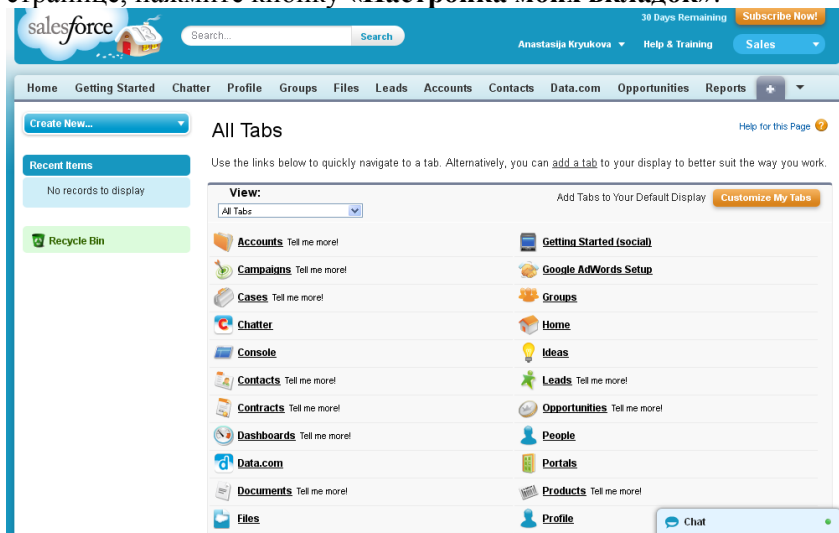 странице, нажмите кнопку «Настройка моих вкладок».
30 Days Remaining Subscribe Now!
salesforce Search... Search
Anastasija Kryukova Help & Training Sales
Home Getting Started Chatter Profile Groups Files Leads Accounts Contacts Data.com Opportunities Reports +
Create New...
All Tabs Help for this Page ?
Recent Items
Use the links below to quickly navigate to a tab. Alternatively, you can add a tab to your display to better suit the way you work.
No records to display
View: Add Tabs to Your Default Display Customize My Tabs
All Tabs
Recycle Bin
Accounts Tell me more! Getting Started (social)
Campaigns Tell me more! Google AdWords Setup
Cases Tell me more! Groups
Chatter Home
Console Ideas
Contacts Tell me more! Leads Tell me more!
Contracts Tell me more! Opportunities Tell me more!
Dashboards Tell me more! People
Data.com Portals
Documents Tell me more! Products Tell me more!
Files Profile
Chat